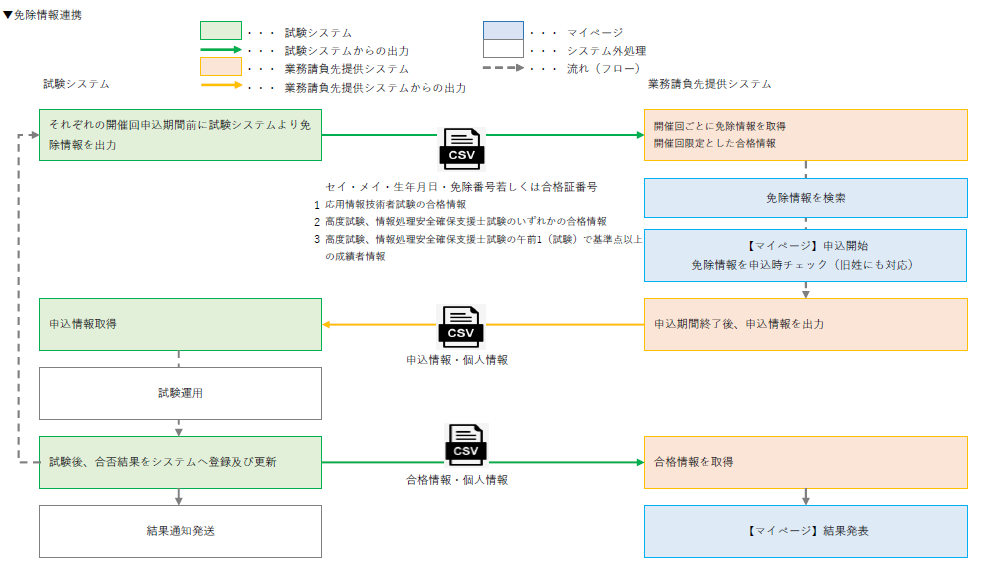 ▼免除情報連携
・・・ 試験システム
・・・ マイページ
・・・ 試験システムからの出力
・・・ システム外処理
・・・ 業務請負先提供システム
・・・ 流れ（フロー）
・・・ 業務請負先提供システムからの出力
試験システム
業務請負先提供システム
それぞれの開催回申込期間前に試験システムより免
除情報を出力
CSV
開催回ごとに免除情報を取得
開催回限定とした合格情報
セイ・メイ・生年月日・免除番号若しくは合格証番号
1 応用情報技術者試験の合格情報
2 高度試験、情報処理安全確保支援士試験のいずれかの合格情報
3 高度試験、情報処理安全確保支援士試験の午前1（試験）で基準点以上
の成績者情報
免除情報を検索
【マイページ】申込開始
免除情報を申込時チェック（旧姓にも対応）
申込情報取得
CSV
申込情報・個人情報
申込期間終了後、申込情報を出力
試験運用
試験後、合否結果をシステムへ登録及び更新
CSV
合格情報・個人情報
合格情報を取得
結果通知発送
【マイページ】結果発表